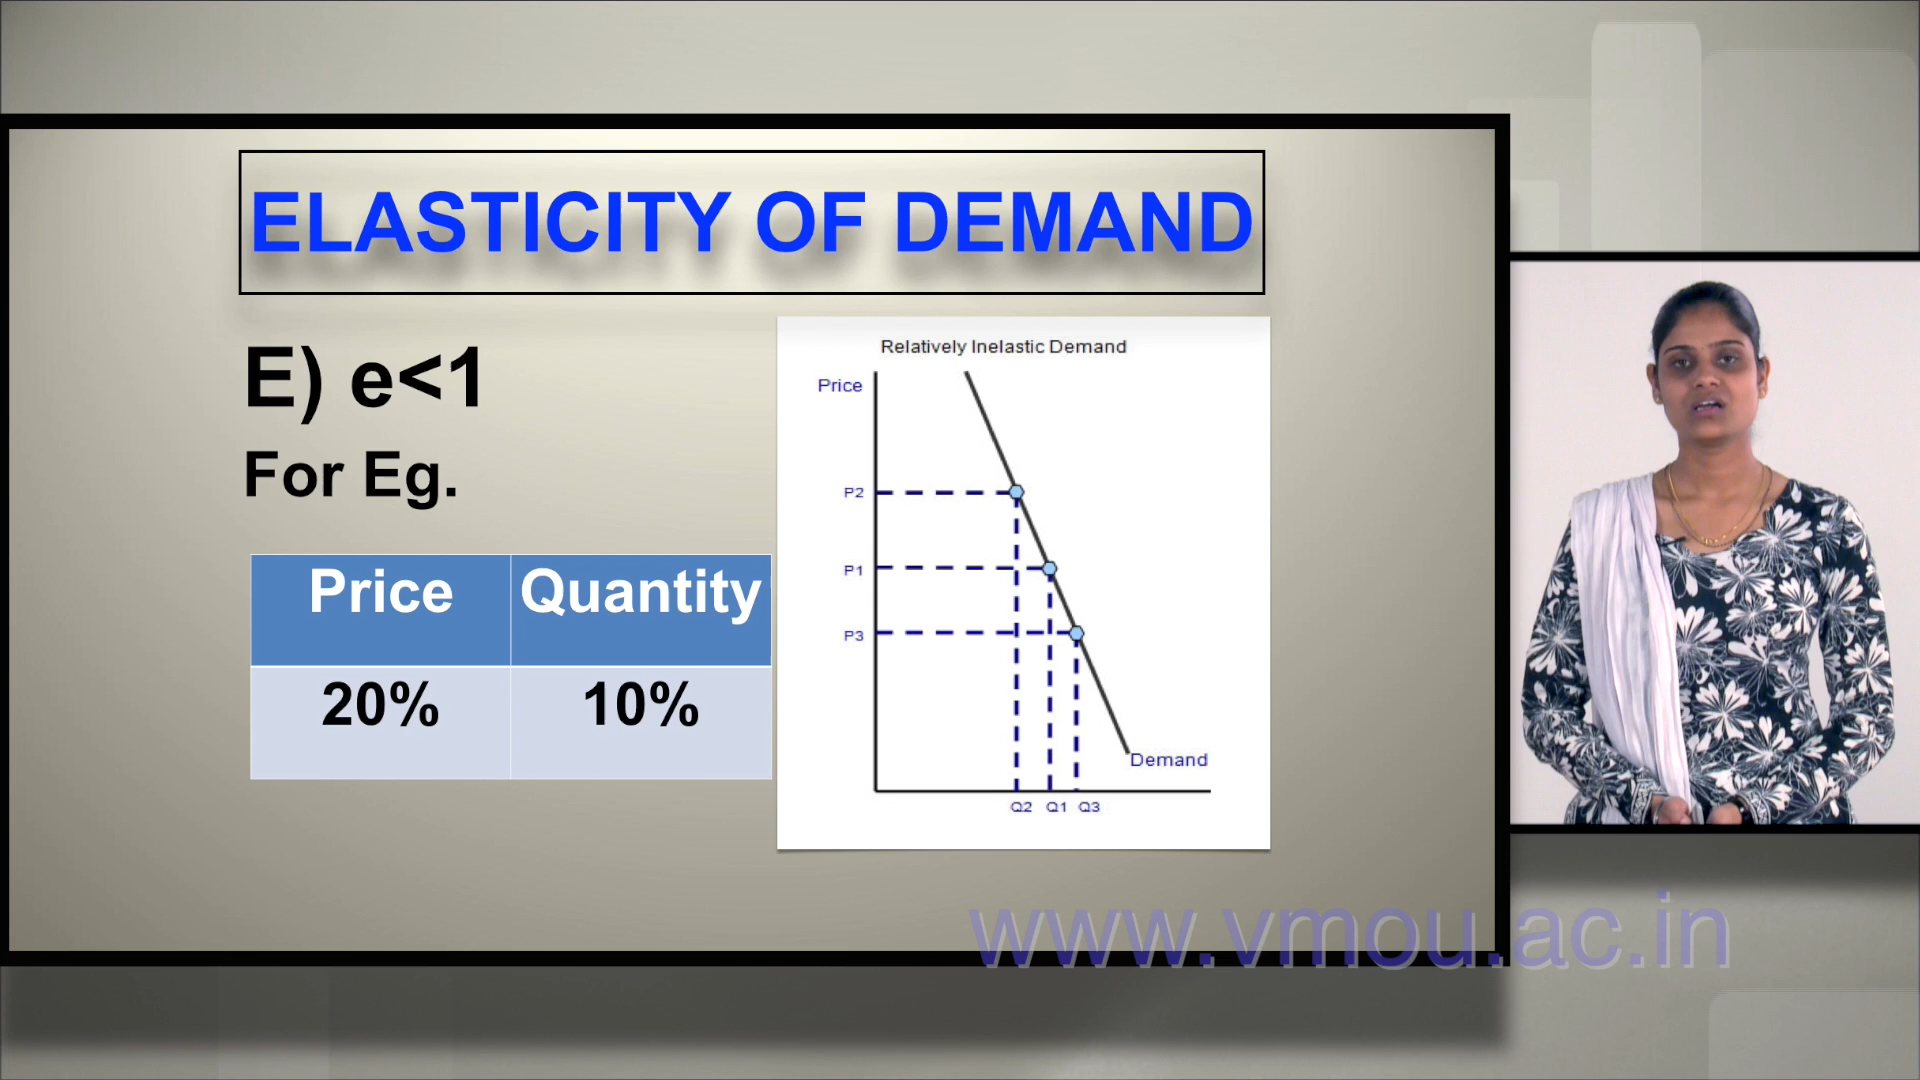 ELASTICITY OF DEMAND
E) e<1
For Eg.
Price Quantity
20% 10%
Relatively Inelastic Demand
Price
P2
P1
P3
Demand
Q2 Q1 Q3
www.vmou.ac.in